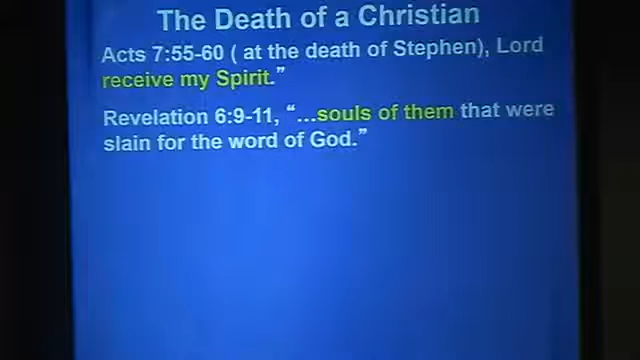 The Death of a Christian
Acts 7:55-60 ( at the death of Stephen), Lord
receive my Spirit.”
Revelation 6:9-11, “...souls of them that were
slain for the word of God.”